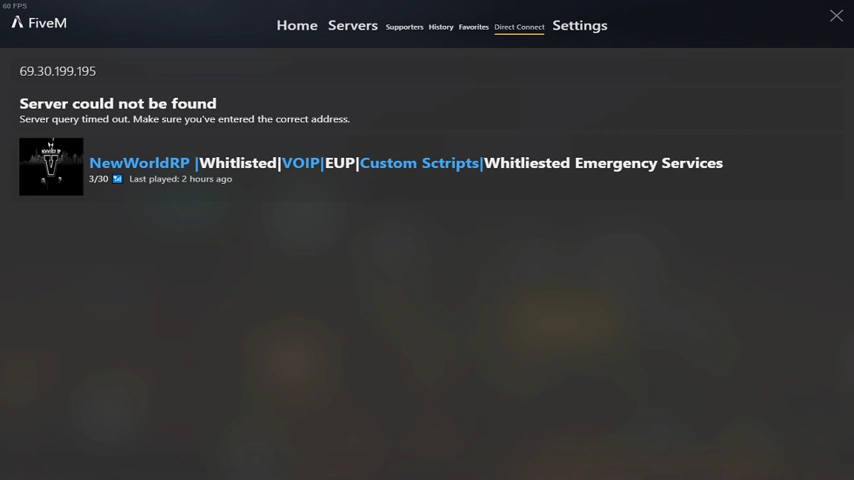 60 FPS
FiveM
Home Servers Supporters History Favorites Direct Connect Settings
69.30.199.195
Server could not be found
Server query timed out. Make sure you've entered the correct address.
NewWorldRP |Whitlisted|VOIP|EUP|Custom Sctripts|Whitliested Emergency Services
3/30 Last played: 2 hours ago